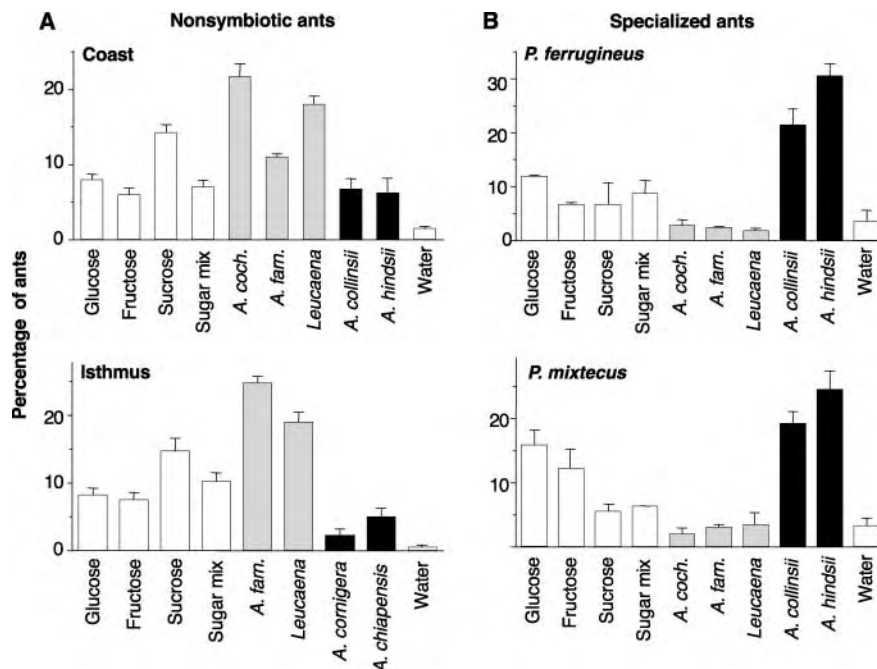 A Nonsymbiotic ants
Coast
20
10
0
Glucose
Fructose
Sucrose
Sugar mix
A. coch.
A. farn.
Leucaena
A. collinsii
A. hindsii
Water
Percentage of ants
Isthmus
20
10
0
Glucose
Fructose
Sucrose
Sugar mix
A. farn.
Leucaena
A. cornigera
A. chiapensis
Water
B Specialized ants
P. ferrugineus
30
20
10
0
Glucose
Fructose
Sucrose
Sugar mix
A. coch.
A. farn.
Leucaena
A. collinsii
A. hindsii
Water
P. mixtecus
20
10
0
Glucose
Fructose
Sucrose
Sugar mix
A. coch.
A. farn.
Leucaena
A. collinsii
A. hindsii
Water